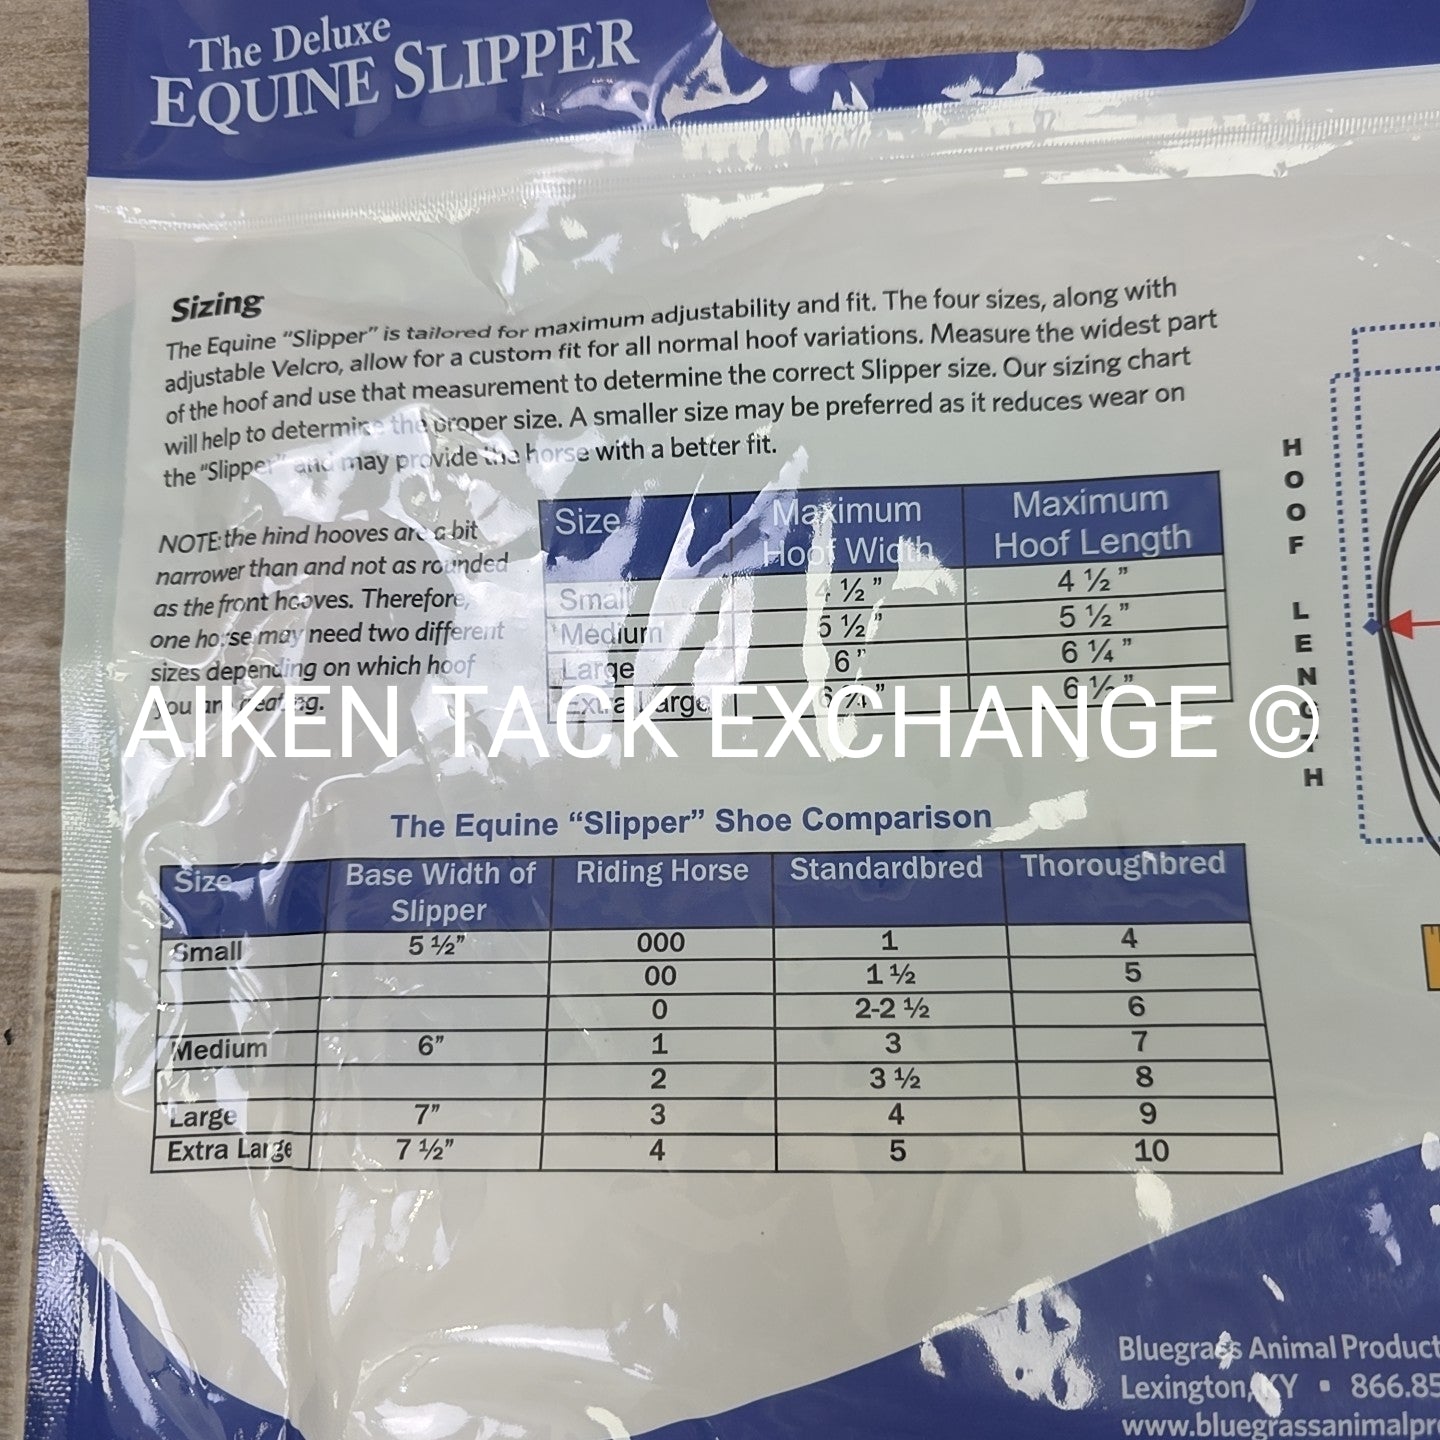 The Deluxe
EQUINE SLIPPER
Sizing
The Equine “Slipper” is tailored for maximum adjustability and fit. The four sizes, along with
adjustable Velcro, allow for a custom fit for all normal hoof variations. Measure the widest part
of the hoof and use that measurement to determine the correct Slipper size. Our sizing chart
will help to determine the proper size. A smaller size may be preferred as it reduces wear on
the “Slipper” and may provide the horse with a better fit.
NOTE: the hind hooves are a bit
narrower than and not as rounded
as the front hooves. Therefore,
one horse may need two different
sizes depending on which hoof
you are treating.
Size Maximum Hoof Width Maximum Hoof Length
Small 4 ½” 4 ½”
Medium 5 ½” 5 ½”
Large 6” 6 ¼”
Extra Large 6 ½”
HOOF LENGTH
AIKEN TACK EXCHANGE ©
The Equine “Slipper” Shoe Comparison
Size Base Width of Slipper Riding Horse Standardbred Thoroughbred
Small 5 ½” 000 1 4
00 1 ½ 5
0 2-2 ½ 6
Medium 6” 1 3 7
2 3 ½ 8
Large 7” 3 4 9
Extra Large 7 ½” 4 5 10
Bluegrass Animal Product
Lexington, KY • 866.85
www.bluegrassanimalpr